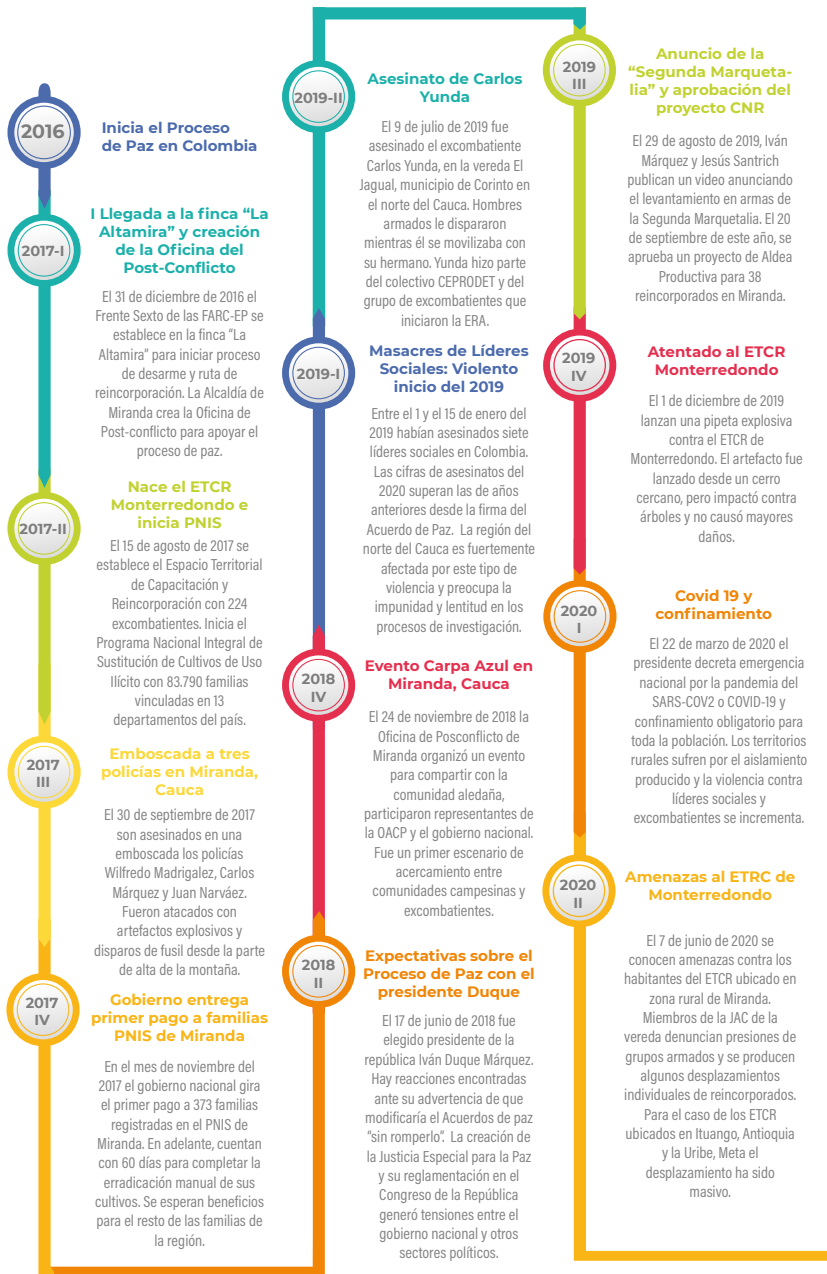 2016
Inicia el Proceso
de Paz en Colombia
2017-I
I Llegada a la finca “La
Altamira” y creación
de la Oficina del
Post-Conflicto
El 31 de diciembre de 2016 el
Frente Sexto de las FARC-EP se
establece en la finca “La
Altamira” para iniciar proceso
de desarme y ruta de
reincorporación. La Alcaldía de
Miranda crea la Oficina de
Post-conflicto para apoyar el
proceso de paz.
2017-II
Nace el ETCR
Monterredondo e
inicia PNIS
El 15 de agosto de 2017 se
establece el Espacio Territorial
de Capacitación y
Reincorporación con 224
excombatientes. Inicia el
Programa Nacional Integral de
Sustitución de Cultivos de Uso
Ilícito con 83.790 familias
vinculadas en 13
departamentos del país.
2017
III
Emboscada a tres
policías en Miranda,
Cauca
El 30 de septiembre de 2017
son asesinados en una
emboscada los policías
Wilfredo Madrigalez, Carlos
Márquez y Juan Narváez.
Fueron atacados con
artefactos explosivos y
disparos de fusil desde la parte
de alta de la montaña.
2017
IV
Gobierno entrega
primer pago a familias
PNIS de Miranda
En el mes de noviembre del
2017 el gobierno nacional gira
el primer pago a 373 familias
registradas en el PNIS de
Miranda. En adelante, cuentan
con 60 días para completar la
erradicación manual de sus
cultivos. Se esperan beneficios
para el resto de las familias de
la región.
2018
II
Expectativas sobre el
Proceso de Paz con el
presidente Duque
El 17 de junio de 2018 fue
elegido presidente de la
república Iván Duque Márquez.
Hay reacciones encontradas
ante su advertencia de que
modificaría el Acuerdos de paz
“sin romperlo”. La creación de
la Justicia Especial para la Paz
y su reglamentación en el
Congreso de la República
generó tensiones entre el
gobierno nacional y otros
sectores políticos.
2018
IV
Evento Carpa Azul en
Miranda, Cauca
El 24 de noviembre de 2018 la
Oficina de Posconflicto de
Miranda organizó un evento
para compartir con la
comunidad aledaña,
participaron representantes de
la OACP y el gobierno nacional.
Fue un primer escenario de
acercamiento entre
comunidades campesinas y
excombatientes.
2019-I
Masacres de Líderes
Sociales: Violento
inicio del 2019
Entre el 1 y el 15 de enero del
2019 habían asesinados siete
líderes sociales en Colombia.
Las cifras de asesinatos del
2020 superan las de años
anteriores desde la firma del
Acuerdo de Paz. La región del
norte del Cauca es fuertemente
afectada por este tipo de
violencia y preocupa la
impunidad y lentitud en los
procesos de investigación.
2019-II
Asesinato de Carlos
Yunda
El 9 de julio de 2019 fue
asesinado el excombatiente
Carlos Yunda, en la vereda El
Jagual, municipio de Corinto en
el norte del Cauca. Hombres
armados le dispararon
mientras él se movilizaba con
su hermano. Yunda hizo parte
del colectivo CEPRODET y del
grupo de excombatientes que
iniciaron la ERA.
2019
III
Anuncio de la
“Segunda Marqueta-
lia” y aprobación del
proyecto CNR
El 29 de agosto de 2019, Iván
Márquez y Jesús Santrich
publican un video anunciando
el levantamiento en armas de
la Segunda Marquetalia. El 20
de septiembre de este año, se
aprueba un proyecto de Aldea
Productiva para 38
reincorporados en Miranda.
2019
IV
Atentado al ETCR
Monterredondo
El 1 de diciembre de 2019
lanzan una pipeta explosiva
contra el ETCR de
Monterredondo. El artefacto fue
lanzado desde un cerro
cercano, pero impactó contra
árboles y no causó mayores
daños.
2020
I
Covid 19 y
confinamiento
El 22 de marzo de 2020 el
presidente decreta emergencia
nacional por la pandemia del
SARS-COV2 o COVID-19 y
confinamiento obligatorio para
toda la población. Los territorios
rurales sufren por el aislamiento
producido y la violencia contra
líderes sociales y
excombatientes se incrementa.
2020
II
Amenazas al ETRC de
Monterredondo
El 7 de junio de 2020 se
conocen amenazas contra los
habitantes del ETCR ubicado en
zona rural de Miranda.
Miembros de la JAC de la
vereda denuncian presiones de
grupos armados y se producen
algunos desplazamientos
individuales de reincorporados.
Para el caso de los ETCR
ubicados en Ituango, Antioquia
y la Uribe, Meta el
desplazamiento ha sido
masivo.